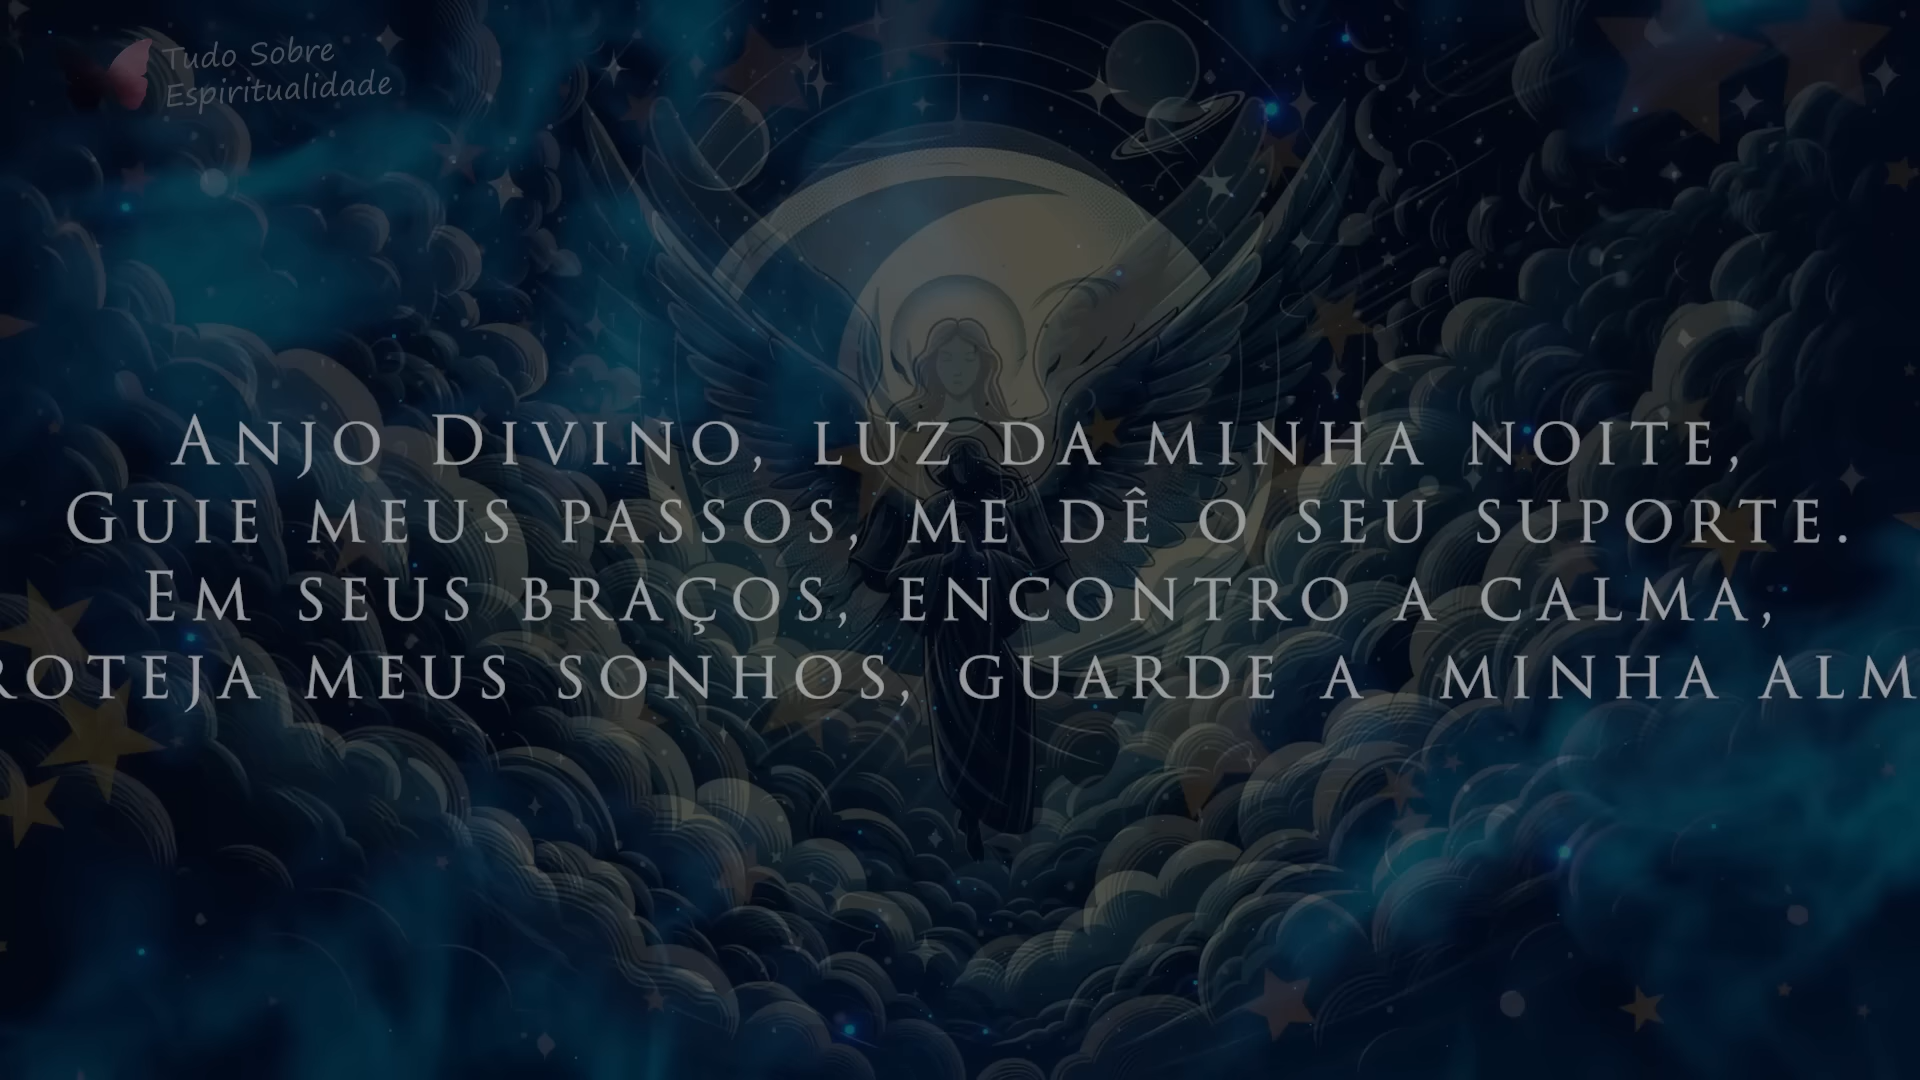 Tudo Sobre
Espiritualidade
Anjo Divino, luz da minha noite,
Guie meus passos, me dê o seu suporte.
Em seus braços, encontro a calma,
roteja meus sonhos, guarde a minha alm